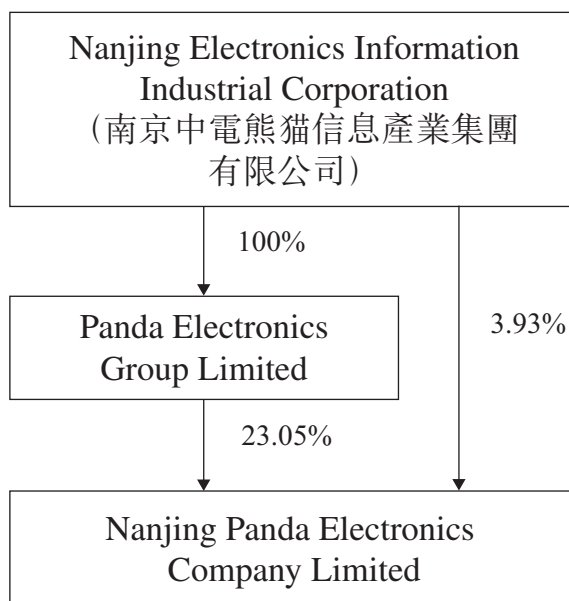 Nanjing Electronics Information
Industrial Corporation
（南京中電熊猫信息產業集團
有限公司）
100%
Panda Electronics
Group Limited
3.93%
23.05%
Nanjing Panda Electronics
Company Limited